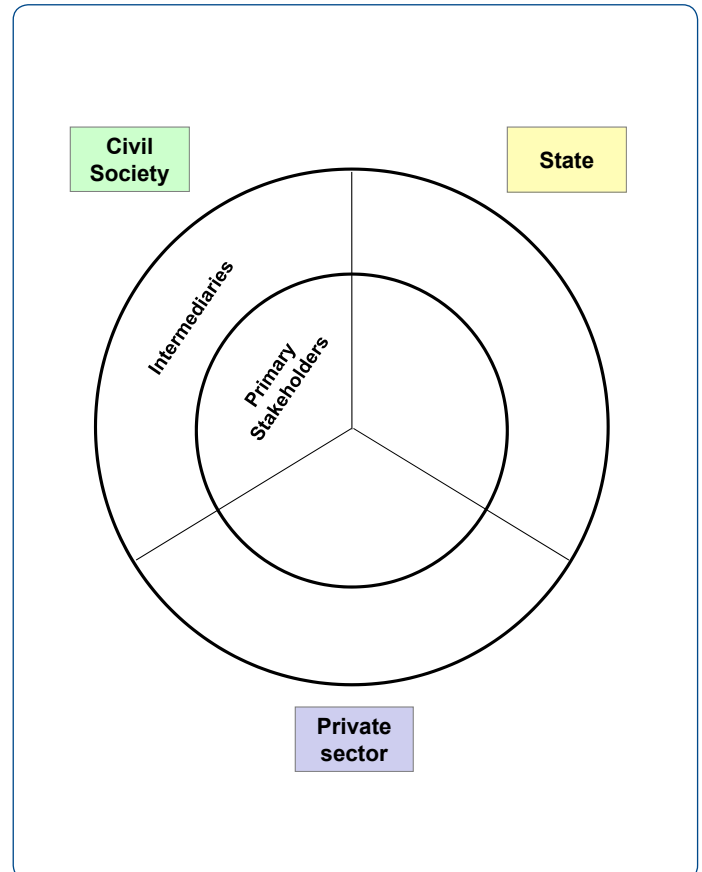 Civil
Society
State
Intermediaries
Primary
Stakeholders
Private
sector